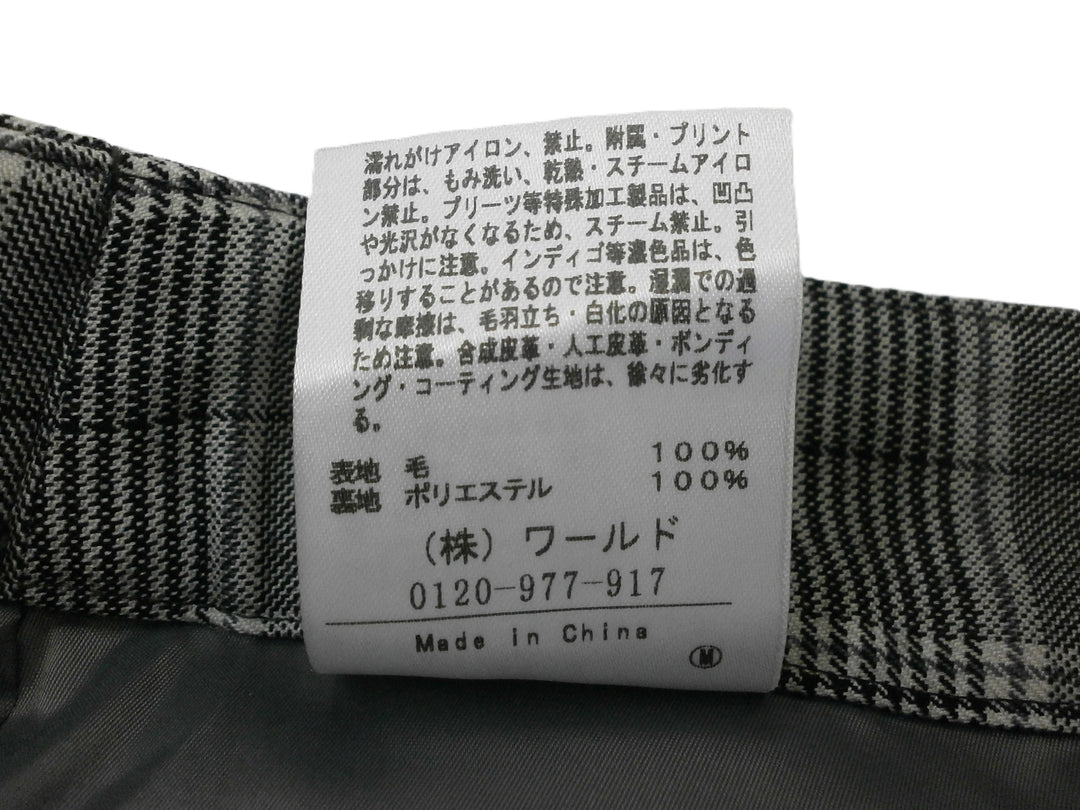 濡れがけアイロン、禁止。附属・プリント
部分は、もみ洗い、乾熱・スチームアイロ
ン禁止。プリーツ等特殊加工製品は、凹凸
や光沢がなくなるため、スチーム禁止。引
っかけに注意。インディゴ等濃色品は、色
移りすることがあるので注意。湿潤での過
剰な摩擦は、毛羽立ち・白化の原因となる
ため注意。合成皮革・人工皮革・ボンディ
ング・コーティング生地は、徐々に劣化す
る。
表地 毛 100%
裏地 ポリエステル 100%
(株) ワールド
0120-977-917
Made in China
M